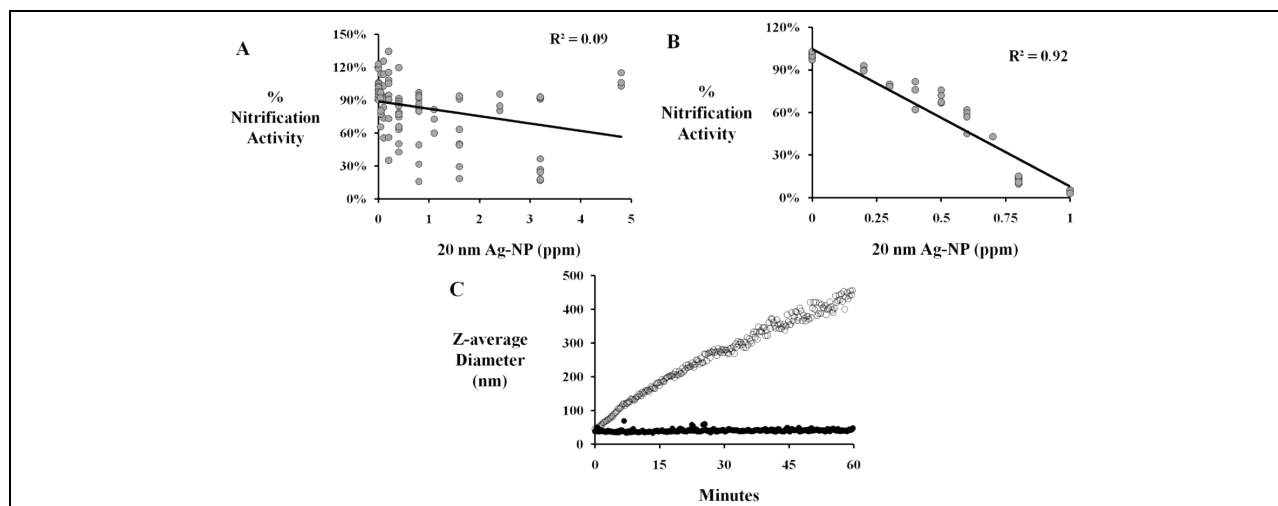 A
R² = 0.09
150%
120%
90%
60%
30%
0%
%
Nitrification
Activity
0
1
2
3
4
5
20 nm Ag-NP (ppm)
B
R² = 0.92
120%
90%
60%
30%
0%
%
Nitrification
Activity
0
0.25
0.5
0.75
1
20 nm Ag-NP (ppm)
C
500
400
300
200
100
0
Z-average
Diameter
(nm)
0
15
30
45
60
Minutes